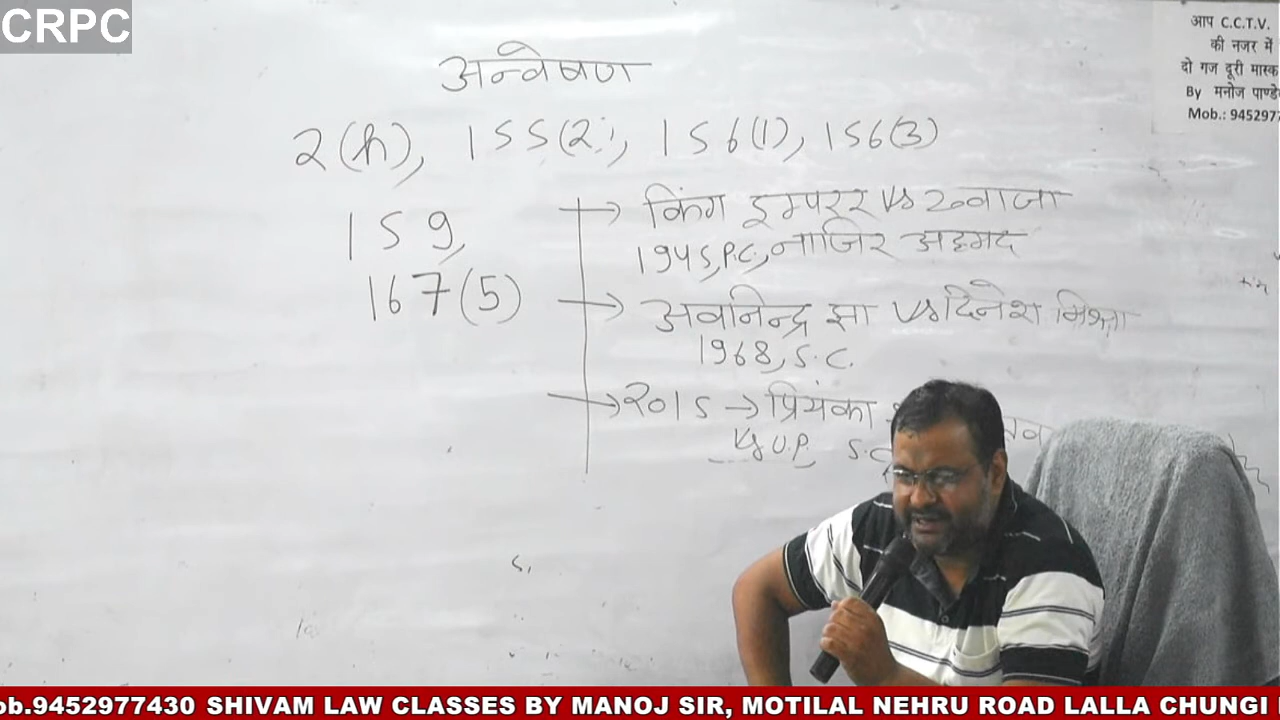 CRPC
आप C.C.T.V.
की नजर में
दो गज दूरी मास्क
By मनोज पाण्डे
Mob.: 9452977
अन्वेषण
2(h), 155(2), 156(1), 156(3)
159,
167(5)
→ किंग इम्परर VS ख्वाजा
1945, P.C., नाजिर अहमद
→ अवनिन्द्र झा VS दिनेश मिश्रा
1968, S.C.
→ 2015 → प्रियंका
VS U.P. S.C
ob.9452977430 SHIVAM LAW CLASSES BY MANOJ SIR, MOTILAL NEHRU ROAD LALLA CHUNGI